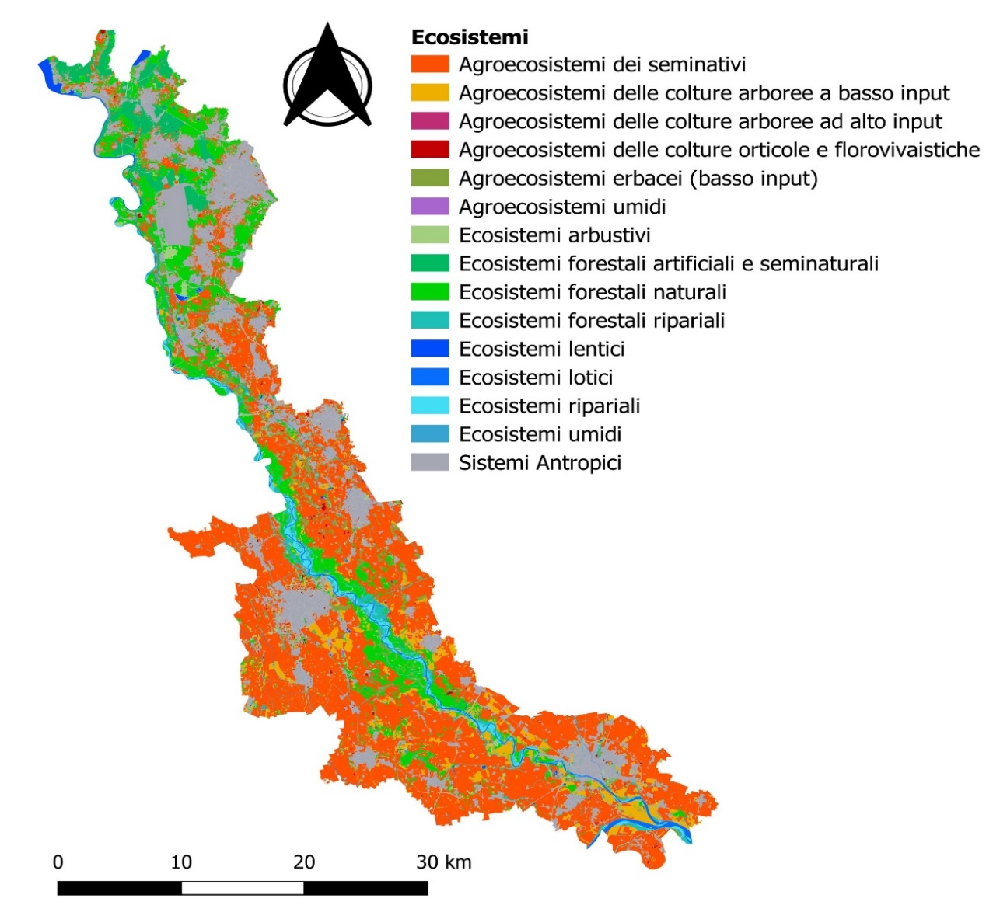 Ecosistemi
Agroecosistemi dei seminativi
Agroecosistemi delle colture arboree a basso input
Agroecosistemi delle colture arboree ad alto input
Agroecosistemi delle colture orticole e florovivaistiche
Agroecosistemi erbacei (basso input)
Agroecosistemi umidi
Ecosistemi arbustivi
Ecosistemi forestali artificiali e seminaturali
Ecosistemi forestali naturali
Ecosistemi forestali ripariali
Ecosistemi lentici
Ecosistemi lotici
Ecosistemi ripariali
Ecosistemi umidi
Sistemi Antropici
0 10 20 30 km